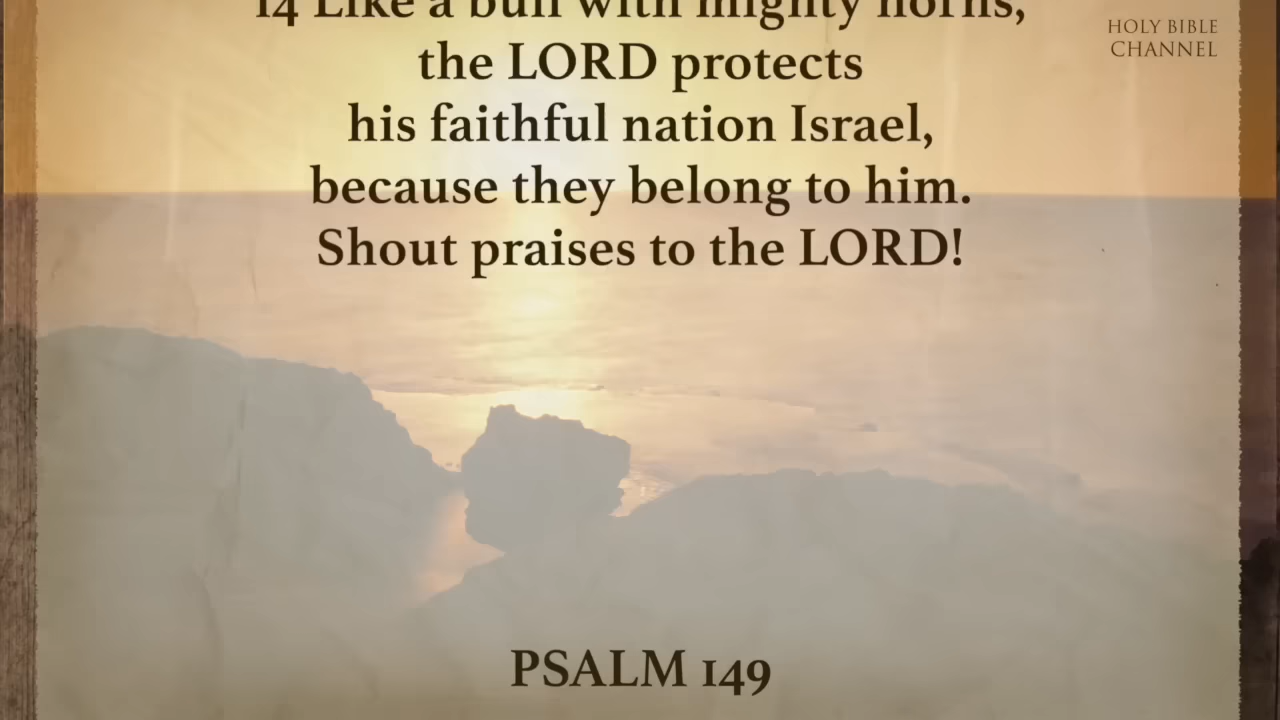 14 Like a bull with mighty horns,
the LORD protects
his faithful nation Israel,
because they belong to him.
Shout praises to the LORD!
PSALM 149
HOLY BIBLE
CHANNEL